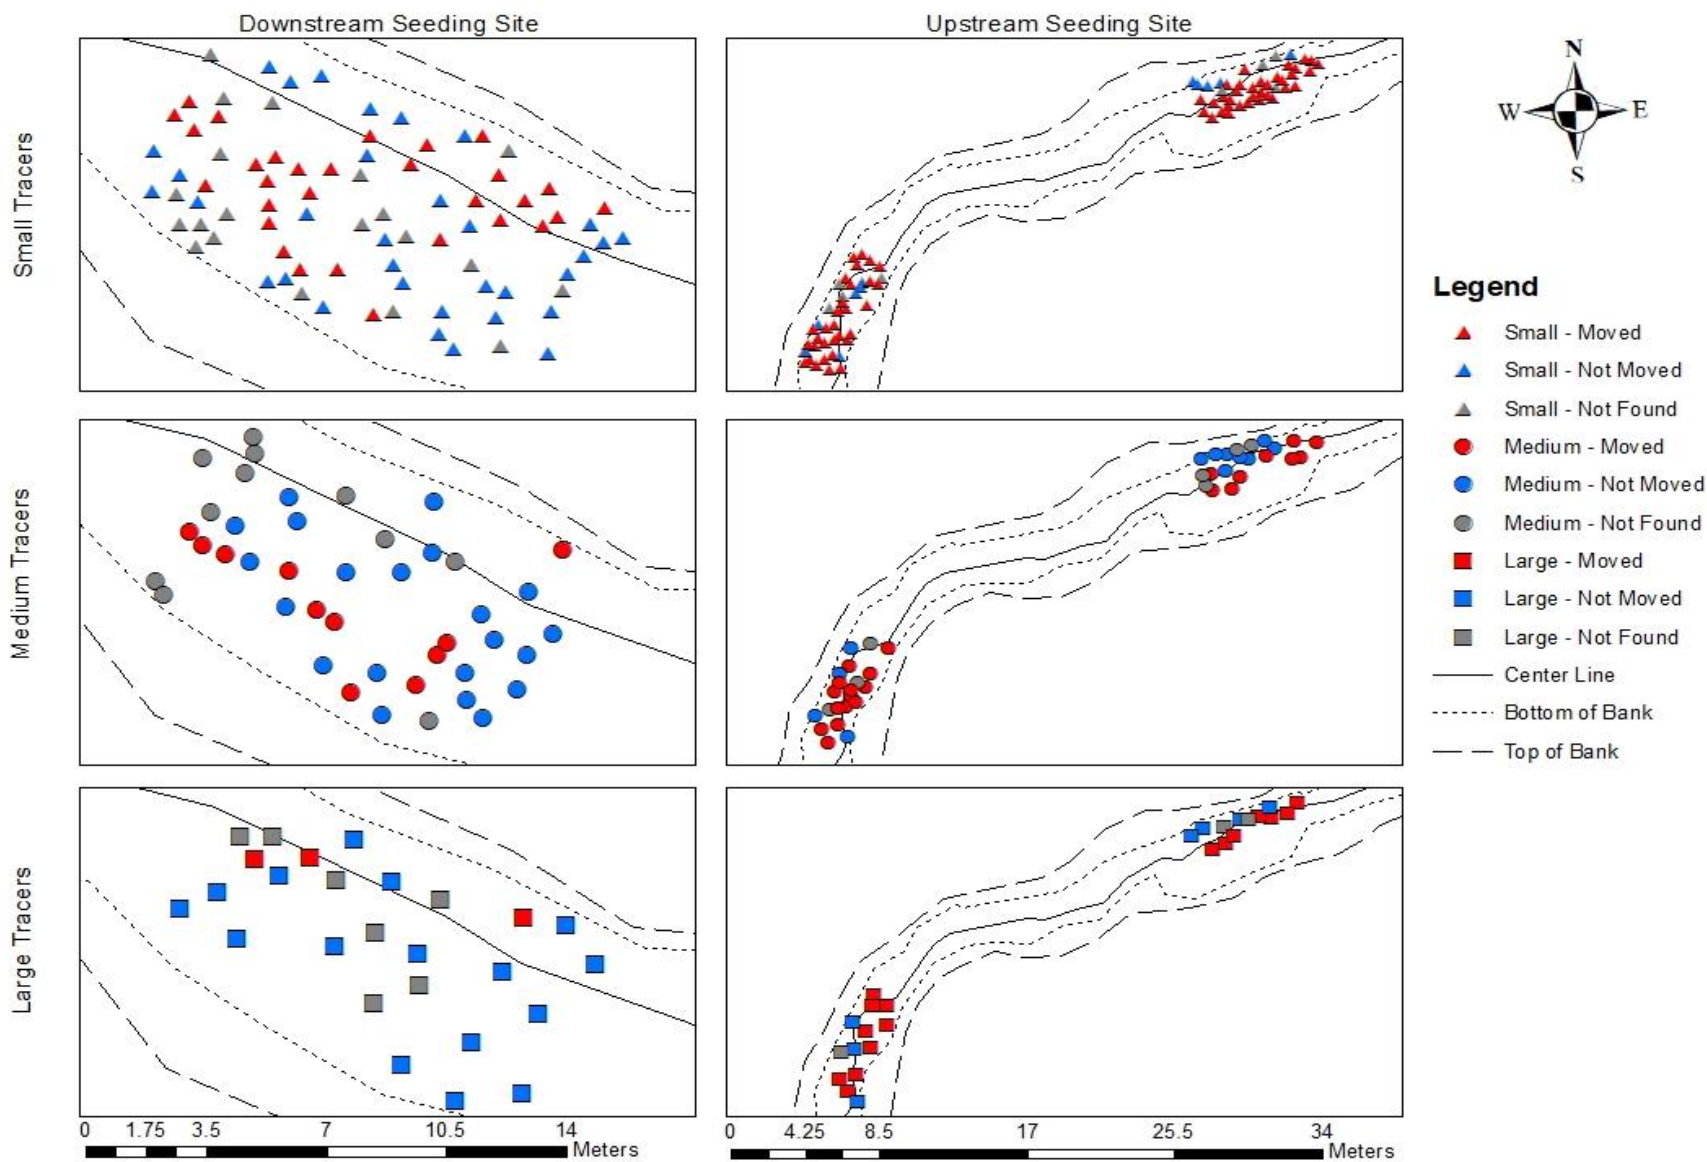 Downstream Seeding Site
Upstream Seeding Site
Small Tracers
Medium Tracers
Large Tracers
N
W
E
S
Legend
Small - Moved
Small - Not Moved
Small - Not Found
Medium - Moved
Medium - Not Moved
Medium - Not Found
Large - Moved
Large - Not Moved
Large - Not Found
Center Line
Bottom of Bank
Top of Bank
0 1.75 3.5 7 10.5 14 Meters
0 4.25 8.5 17 25.5 34 Meters